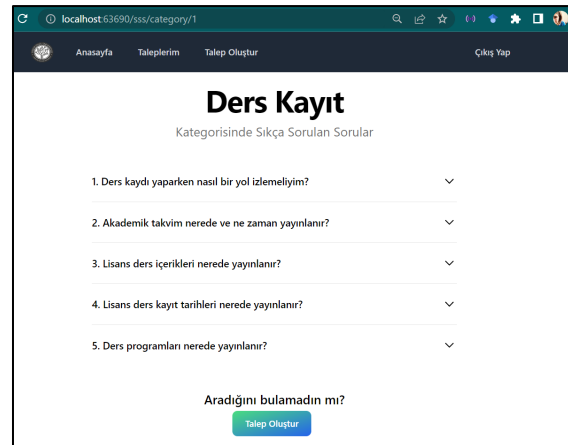 localhost:63690/sss/category/1
Anasayfa Taleplerim Talep Oluştur Çıkış Yap
Ders Kayıt
Kategorisinde Sıkça Sorulan Sorular
1. Ders kaydı yaparken nasıl bir yol izlemeliyim?
2. Akademik takvim nerede ve ne zaman yayınlanır?
3. Lisans ders içerikleri nerede yayınlanır?
4. Lisans ders kayıt tarihleri nerede yayınlanır?
5. Ders programları nerede yayınlanır?
Aradığını bulamadın mı?
Talep Oluştur